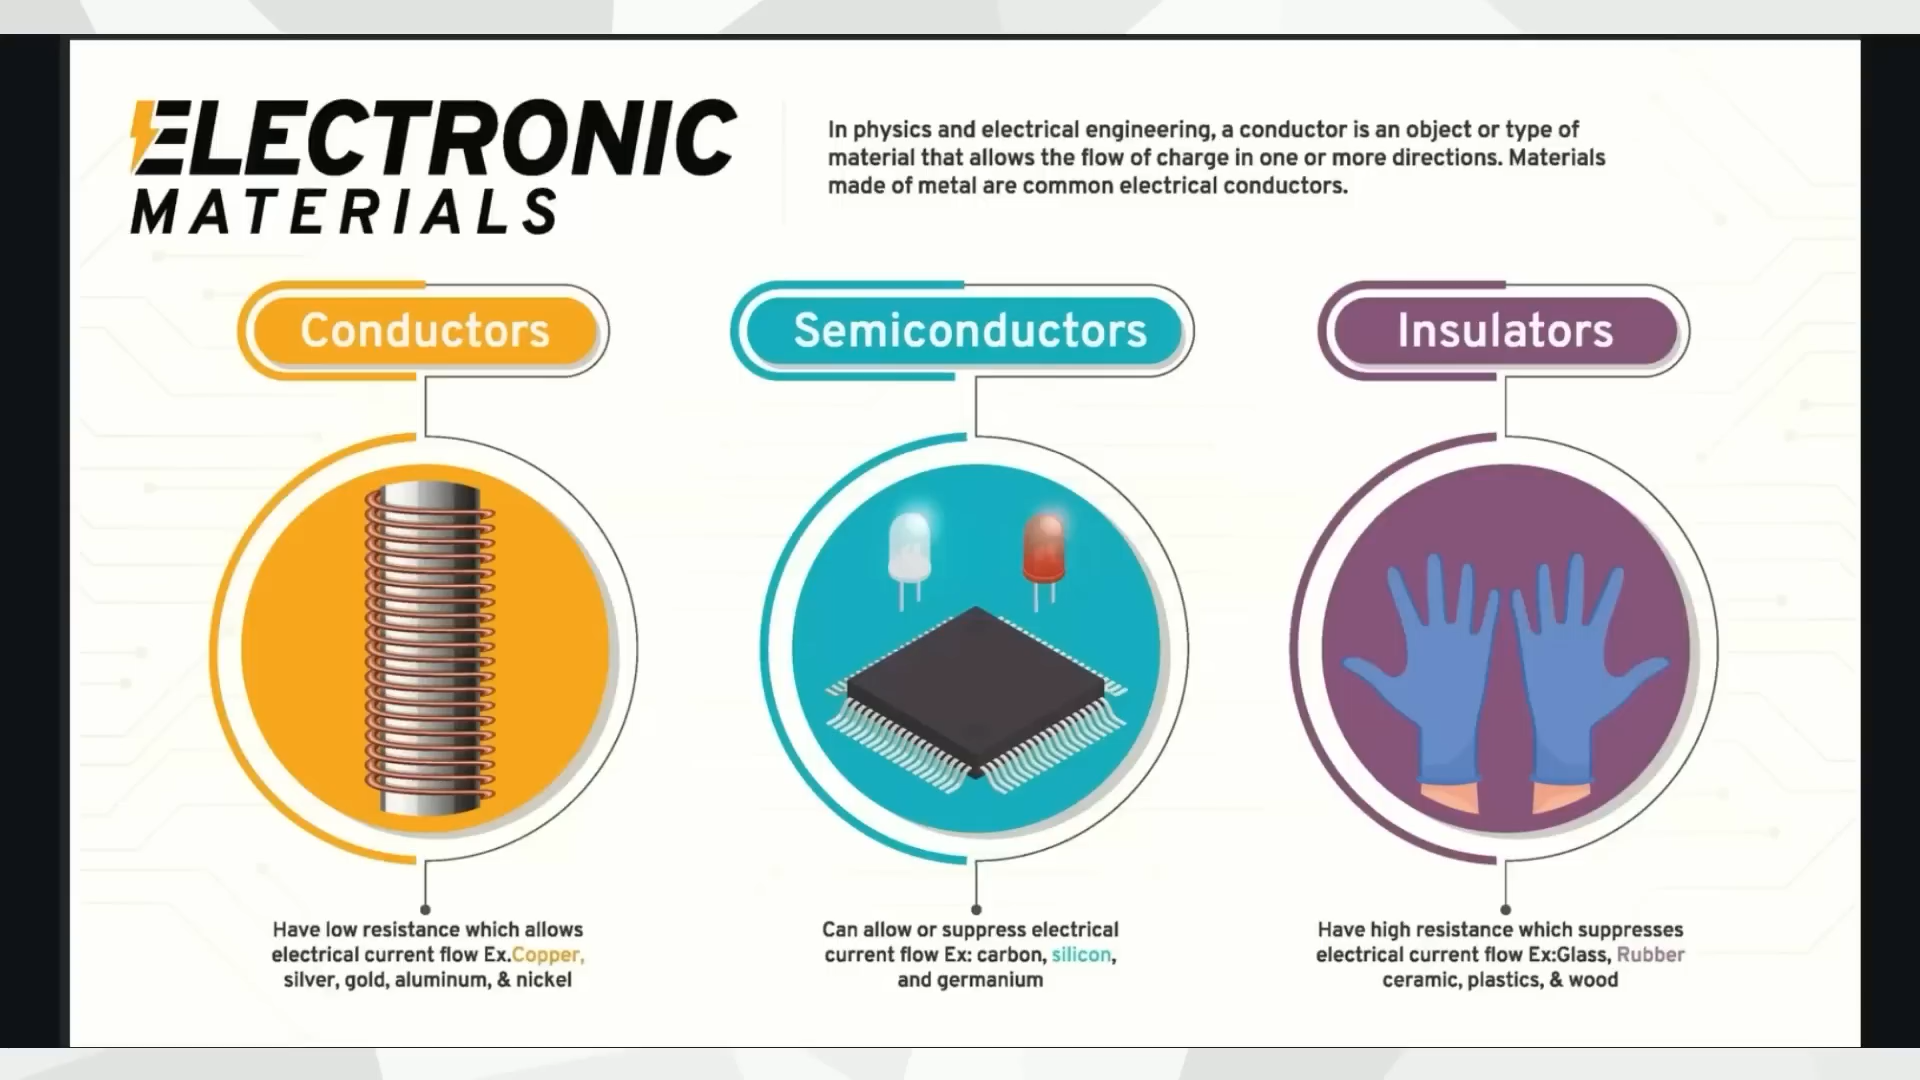 ELECTRONIC
MATERIALS
In physics and electrical engineering, a conductor is an object or type of
material that allows the flow of charge in one or more directions. Materials
made of metal are common electrical conductors.
Conductors
Have low resistance which allows
electrical current flow Ex.Copper,
silver, gold, aluminum, & nickel
Semiconductors
Can allow or suppress electrical
current flow Ex: carbon, silicon,
and germanium
Insulators
Have high resistance which suppresses
electrical current flow Ex:Glass, Rubber
ceramic, plastics, & wood